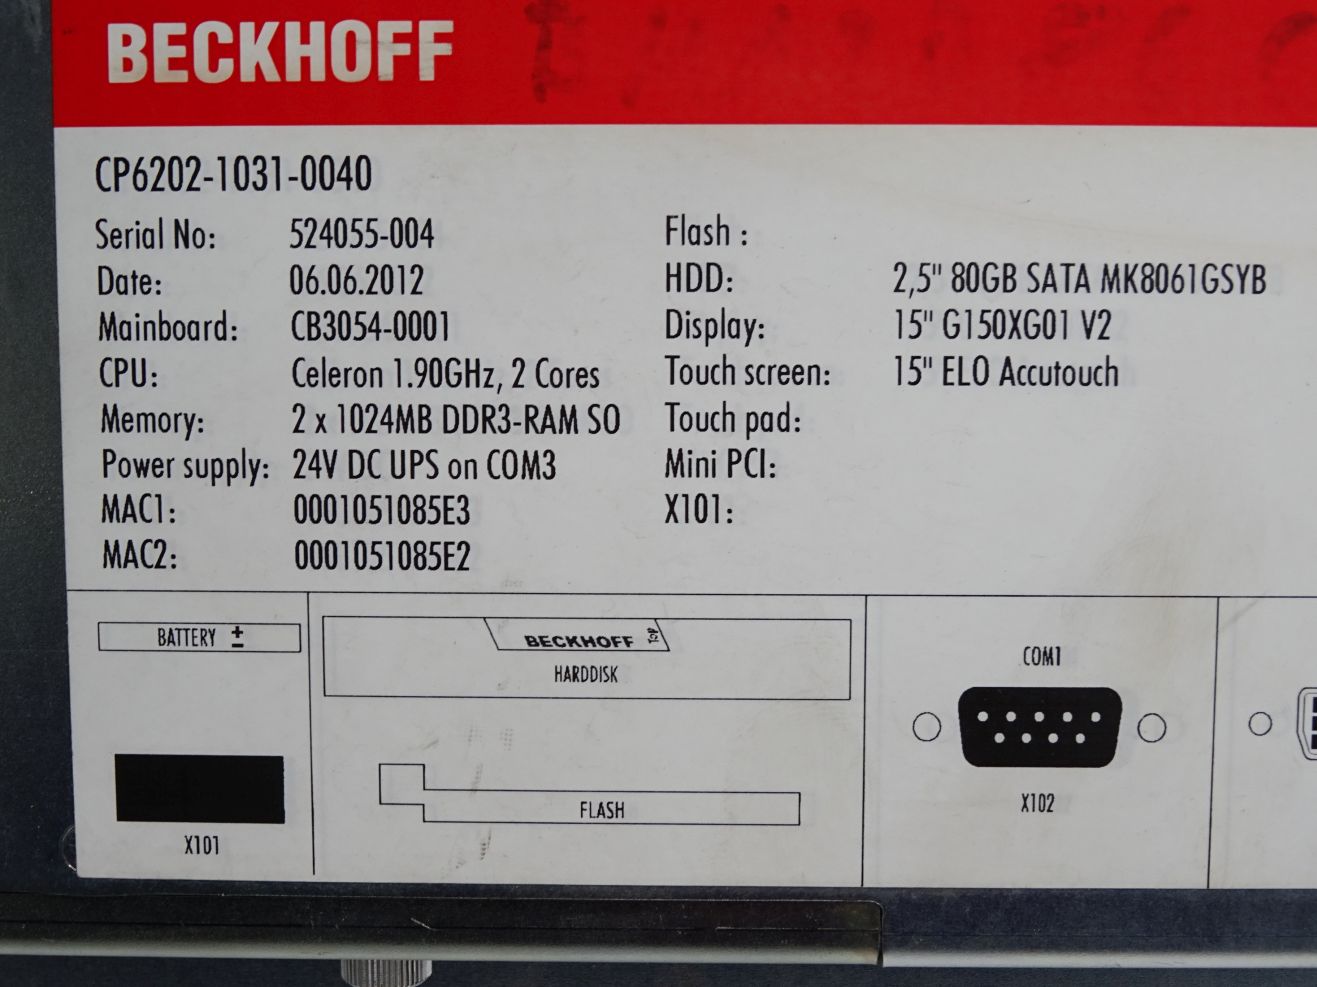 BECKHOFF
CP6202-1031-0040
Serial No: 524055-004
Date: 06.06.2012
Mainboard: CB3054-0001
CPU: Celeron 1.90GHz, 2 Cores
Memory: 2 x 1024MB DDR3-RAM SO
Power supply: 24V DC UPS on COM3
MAC1: 0001051085E3
MAC2: 0001051085E2
Flash :
HDD: 2,5" 80GB SATA MK8061GSYB
Display: 15" G150XG01 V2
Touch screen: 15" ELO Accutouch
Touch pad:
Mini PCI:
X101:
BATTERY ±
X101
BECKHOFF TOP
HARDDISK
FLASH
COM1
X102